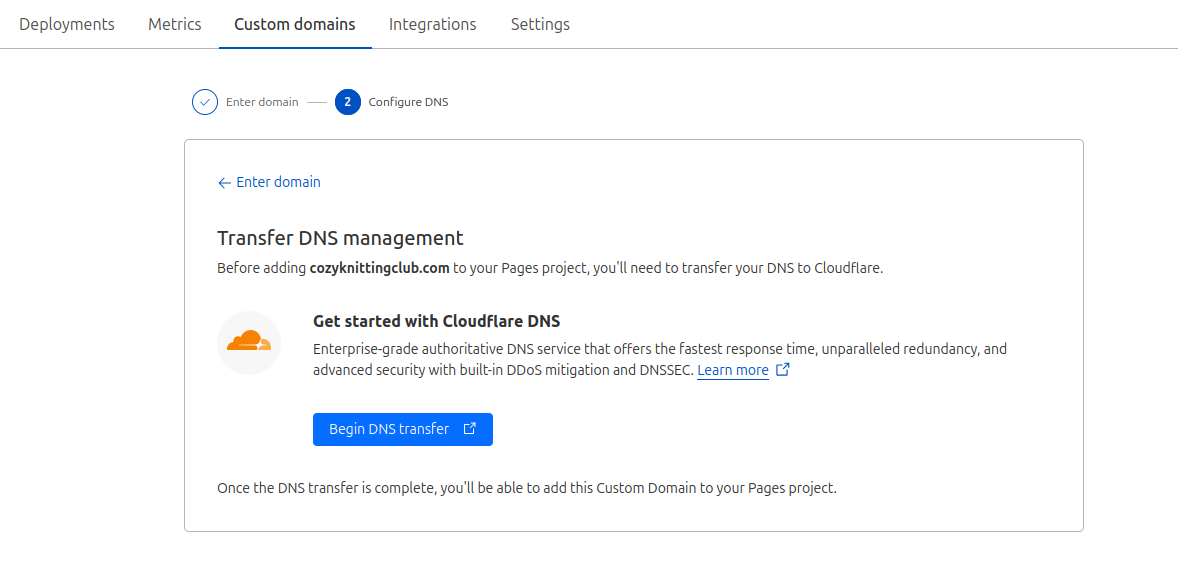 Deployments Metrics Custom domains Integrations Settings
Enter domain 2 Configure DNS
Enter domain
Transfer DNS management
Before adding cozyknittingclub.com to your Pages project, you'll need to transfer your DNS to Cloudflare.
Get started with Cloudflare DNS
Enterprise-grade authoritative DNS service that offers the fastest response time, unparalleled redundancy, and
advanced security with built-in DDoS mitigation and DNSSEC. Learn more
Begin DNS transfer
Once the DNS transfer is complete, you'll be able to add this Custom Domain to your Pages project.